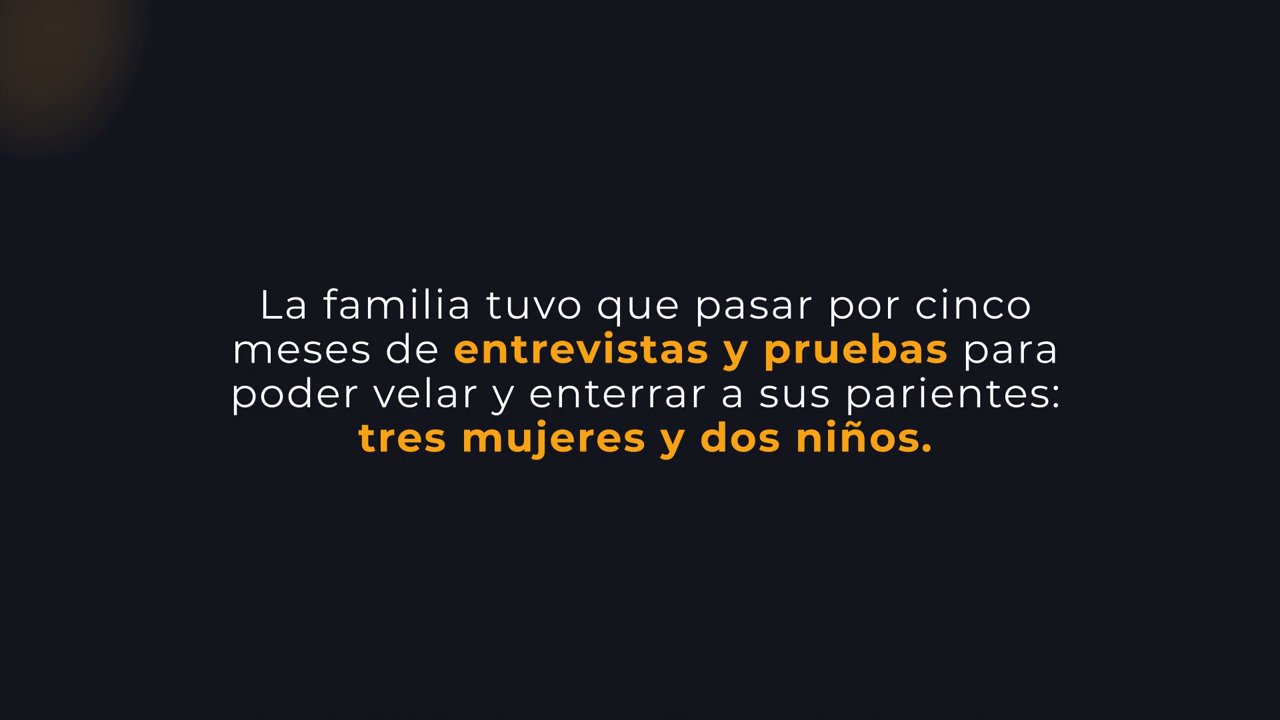 La familia tuvo que pasar por cinco
meses de entrevistas y pruebas para
poder velar y enterrar a sus parientes:
tres mujeres y dos niños.